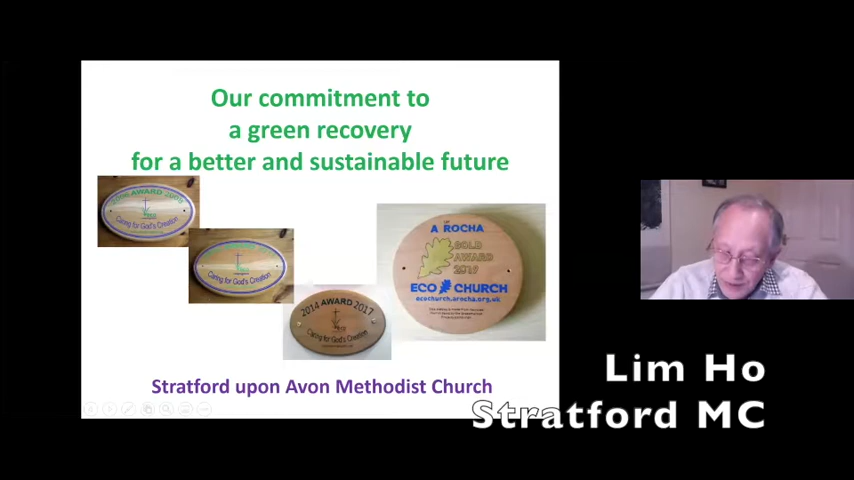 Our commitment to
a green recovery
for a better and sustainable future
AWARD
Caring for God's Creation
Caring for God's Creation
2014 AWARD 2017
Caring for God's Creation
A ROCHA
GOLD
AWARD
2019
ECO CHURCH
ecochurch.arocha.org.uk
Stratford upon Avon Methodist Church
Lim Ho
Stratford MC